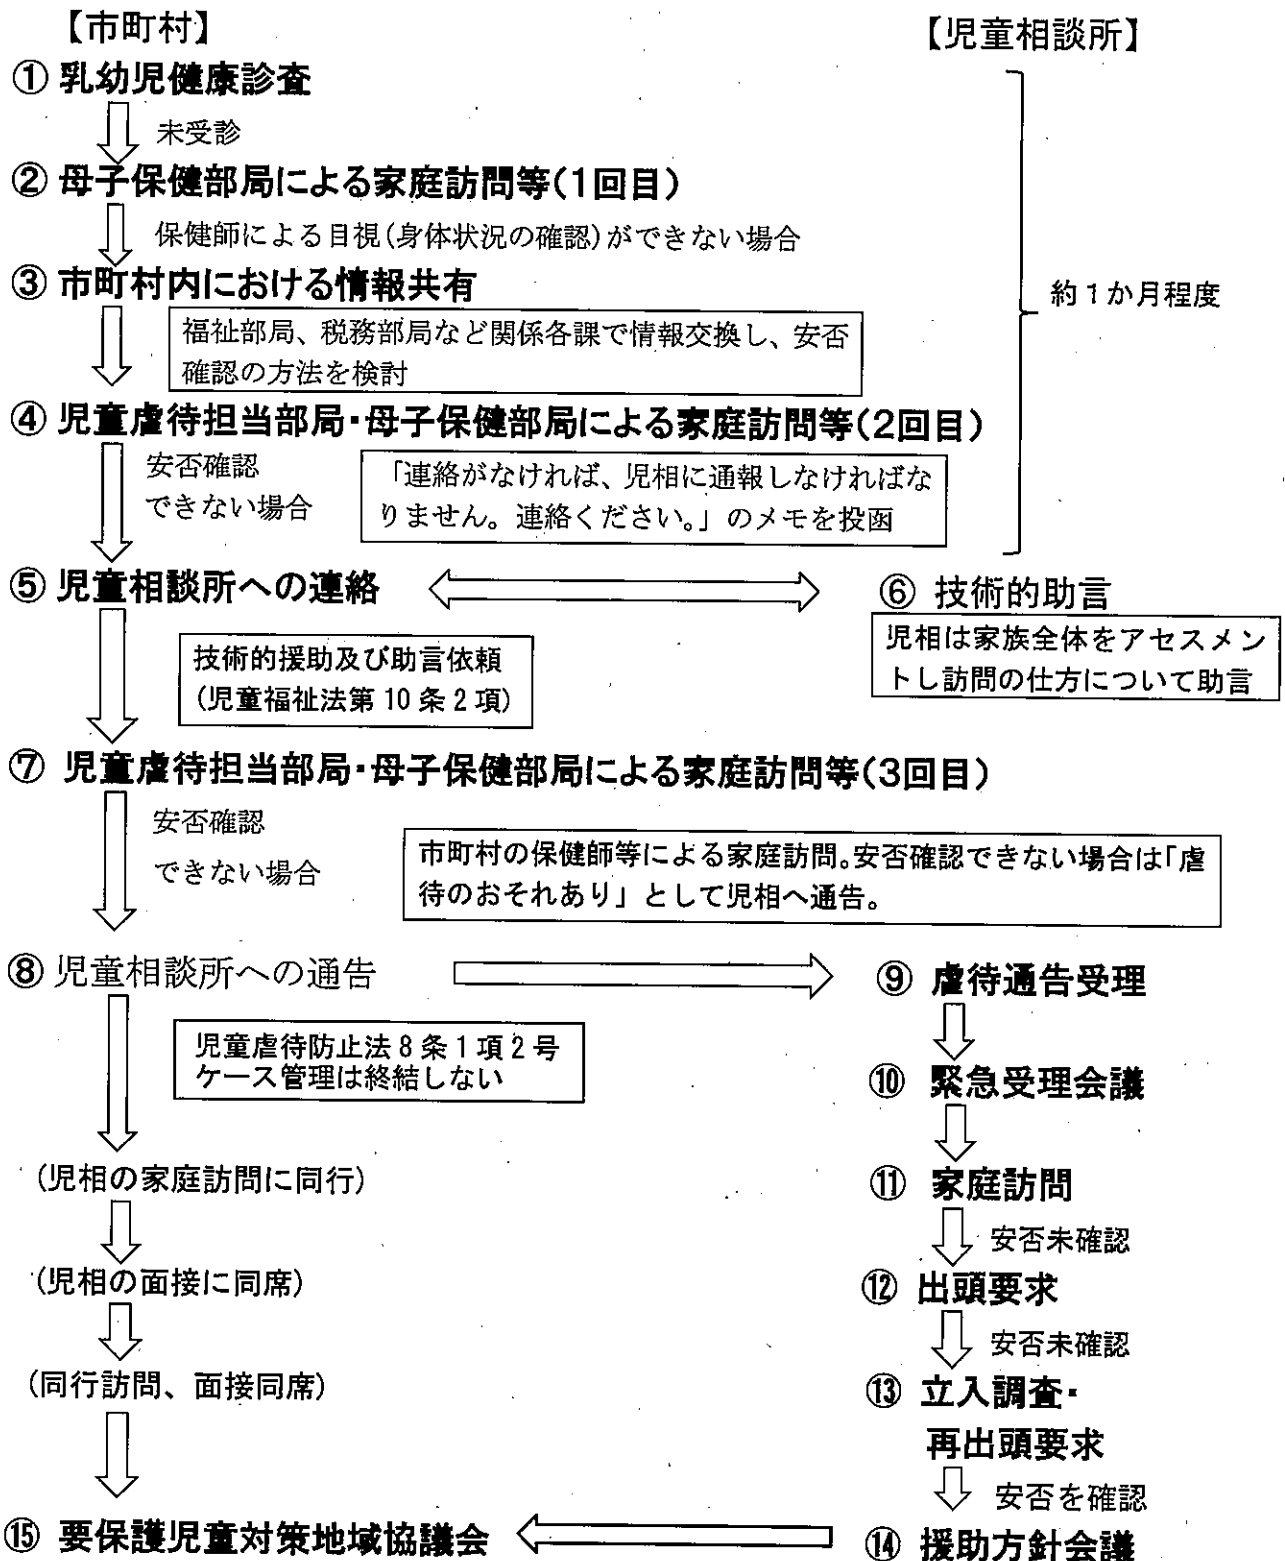 【市町村】
【児童相談所】
① 乳幼児健康診査
未受診
② 母子保健部局による家庭訪問等(1回目)
保健師による目視(身体状況の確認)ができない場合
③ 市町村内における情報共有
約1か月程度
福祉部局、税務部局など関係各課で情報交換し、安否
確認の方法を検討
④ 児童虐待担当部局・母子保健部局による家庭訪問等(2回目)
安否確認
できない場合
「連絡がなければ、児相に通報しなければな
りません。連絡ください。」のメモを投函
⑤ 児童相談所への連絡
⑥ 技術的助言
児相は家族全体をアセスメン
トし訪問の仕方について助言
技術的援助及び助言依頼
(児童福祉法第10条2項)
⑦ 児童虐待担当部局・母子保健部局による家庭訪問等(3回目)
安否確認
できない場合
市町村の保健師等による家庭訪問。安否確認できない場合は「虐
待のおそれあり」として児相へ通告。
⑧ 児童相談所への通告
⑨ 虐待通告受理
児童虐待防止法8条1項2号
ケース管理は終結しない
⑩ 緊急受理会議
(児相の家庭訪問に同行)
⑪ 家庭訪問
安否未確認
(児相の面接に同席)
⑫ 出頭要求
安否未確認
(同行訪問、面接同席)
⑬ 立入調査・
再出頭要求
安否を確認
⑮ 要保護児童対策地域協議会
⑭ 援助方針会議